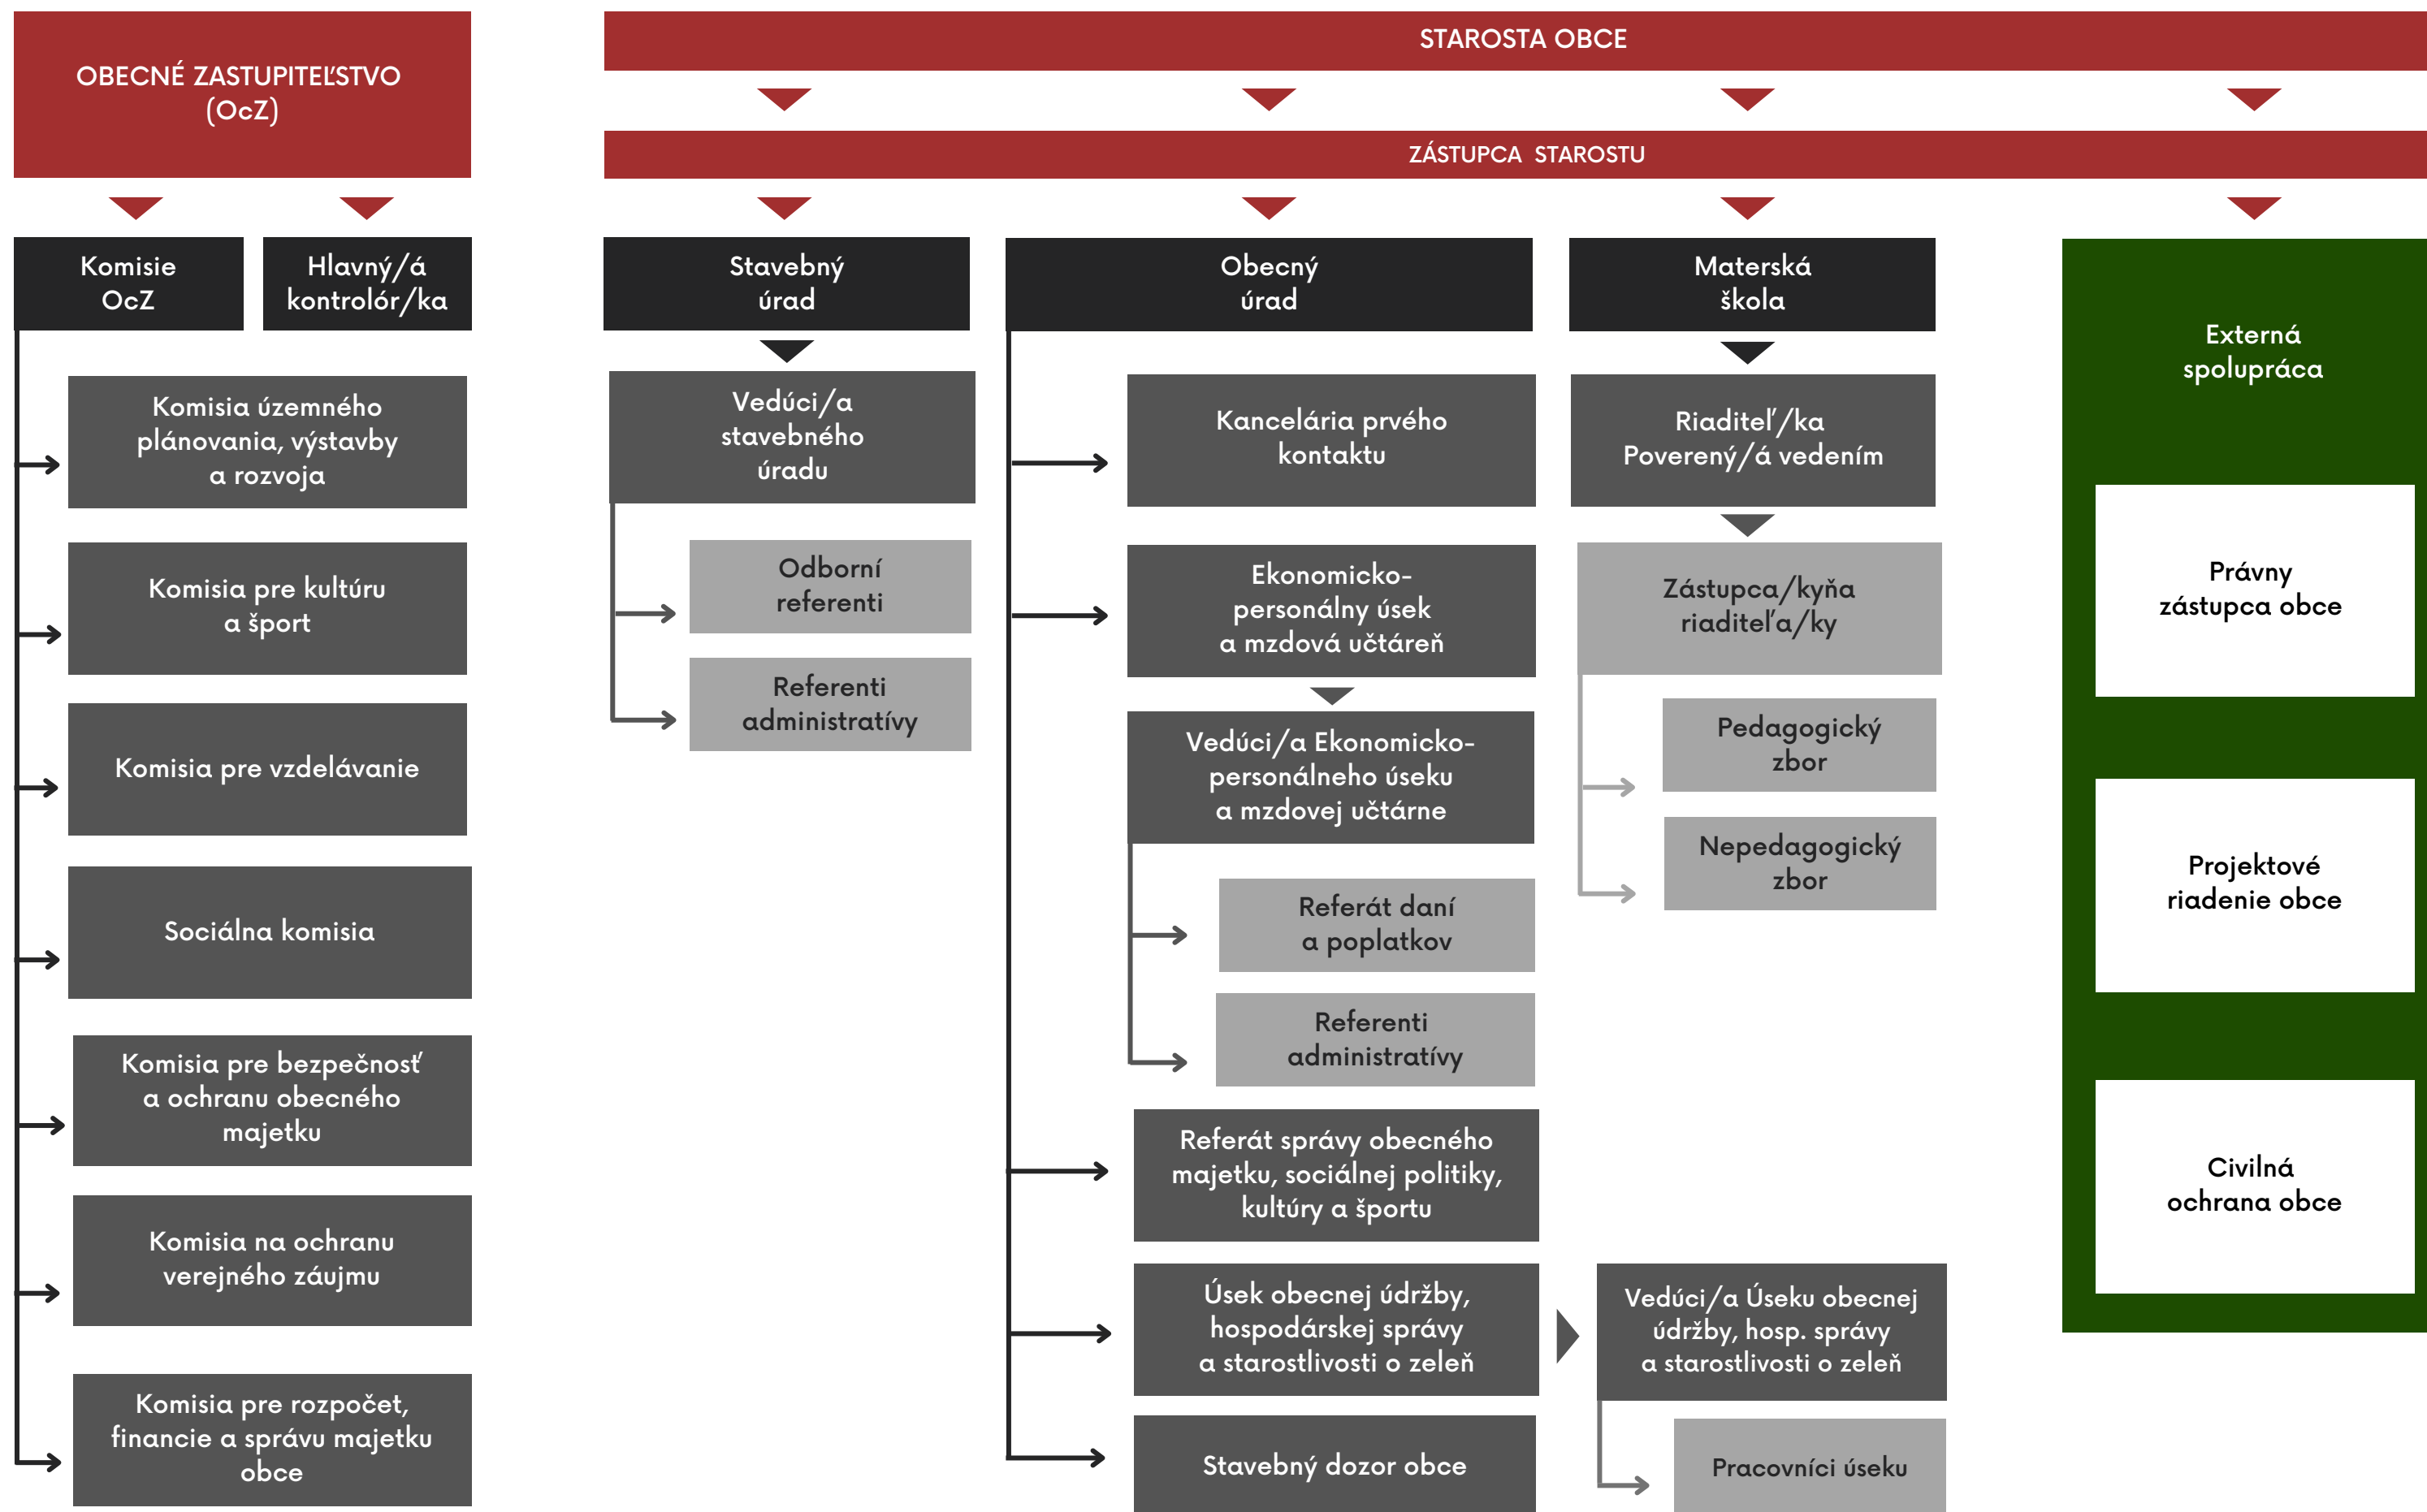 OBECNÉ ZASTUPITEĽSTVO
(OcZ)
STAROSTA OBCE
ZÁSTUPCA STAROSTU
Komisie
OcZ
Hlavný/á
kontrolór/ka
Komisia územného
plánovania, výstavby
a rozvoja
Komisia pre kultúru
a šport
Komisia pre vzdelávanie
Sociálna komisia
Komisia pre bezpečnosť
a ochranu obecného
majetku
Komisia na ochranu
verejného záujmu
Komisia pre rozpočet,
financie a správu majetku
obce
Stavebný
úrad
Vedúci/a
stavebného
úradu
Odborní
referenti
Referenti
administratívy
Obecný
úrad
Kancelária prvého
kontaktu
Ekonomicko-
personálny úsek
a mzdová učtáreň
Vedúci/a Ekonomicko-
personálneho úseku
a mzdovej učtárne
Referát daní
a poplatkov
Referenti
administratívy
Referát správy obecného
majetku, sociálnej politiky,
kultúry a športu
Úsek obecnej údržby,
hospodárskej správy
a starostlivosti o zeleň
Vedúci/a Úseku obecnej
údržby, hosp. správy
a starostlivosti o zeleň
Pracovníci úseku
Stavebný dozor obce
Materská
škola
Riaditeľ/ka
Poverený/á vedením
Zástupca/kyňa
riaditeľa/ky
Pedagogický
zbor
Nepedagogický
zbor
Externá
spolupráca
Právny
zástupca obce
Projektové
riadenie obce
Civilná
ochrana obce